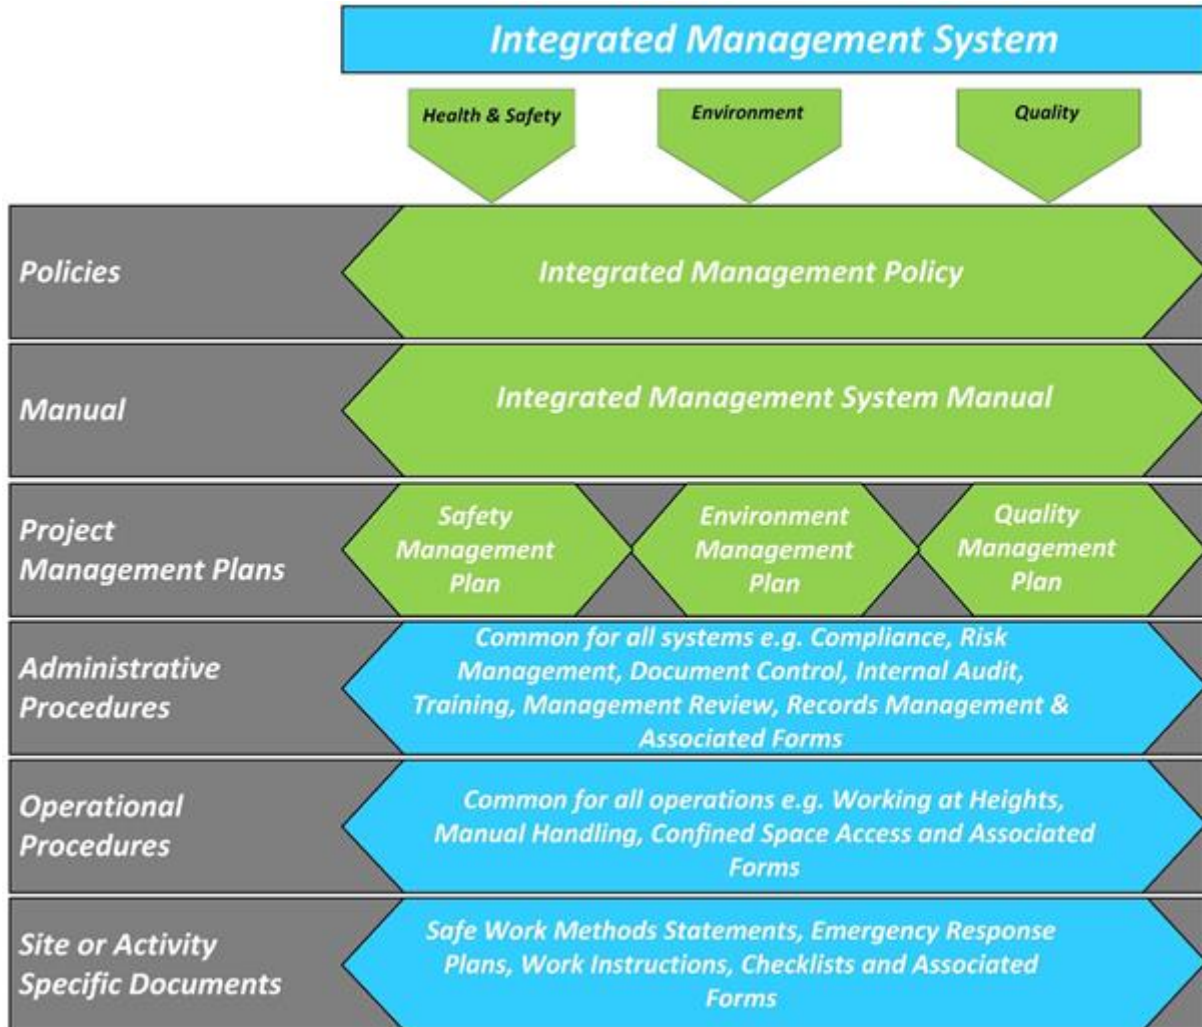 Integrated Management System
Health & Safety
Environment
Quality
Policies
Integrated Management Policy
Manual
Integrated Management System Manual
Project
Management Plans
Safety
Management
Plan
Environment
Management
Plan
Quality
Management
Plan
Administrative
Procedures
Common for all systems e.g. Compliance, Risk
Management, Document Control, Internal Audit,
Training, Management Review, Records Management &
Associated Forms
Operational
Procedures
Common for all operations e.g. Working at Heights,
Manual Handling, Confined Space Access and Associated
Forms
Site or Activity
Specific Documents
Safe Work Methods Statements, Emergency Response
Plans, Work Instructions, Checklists and Associated
Forms